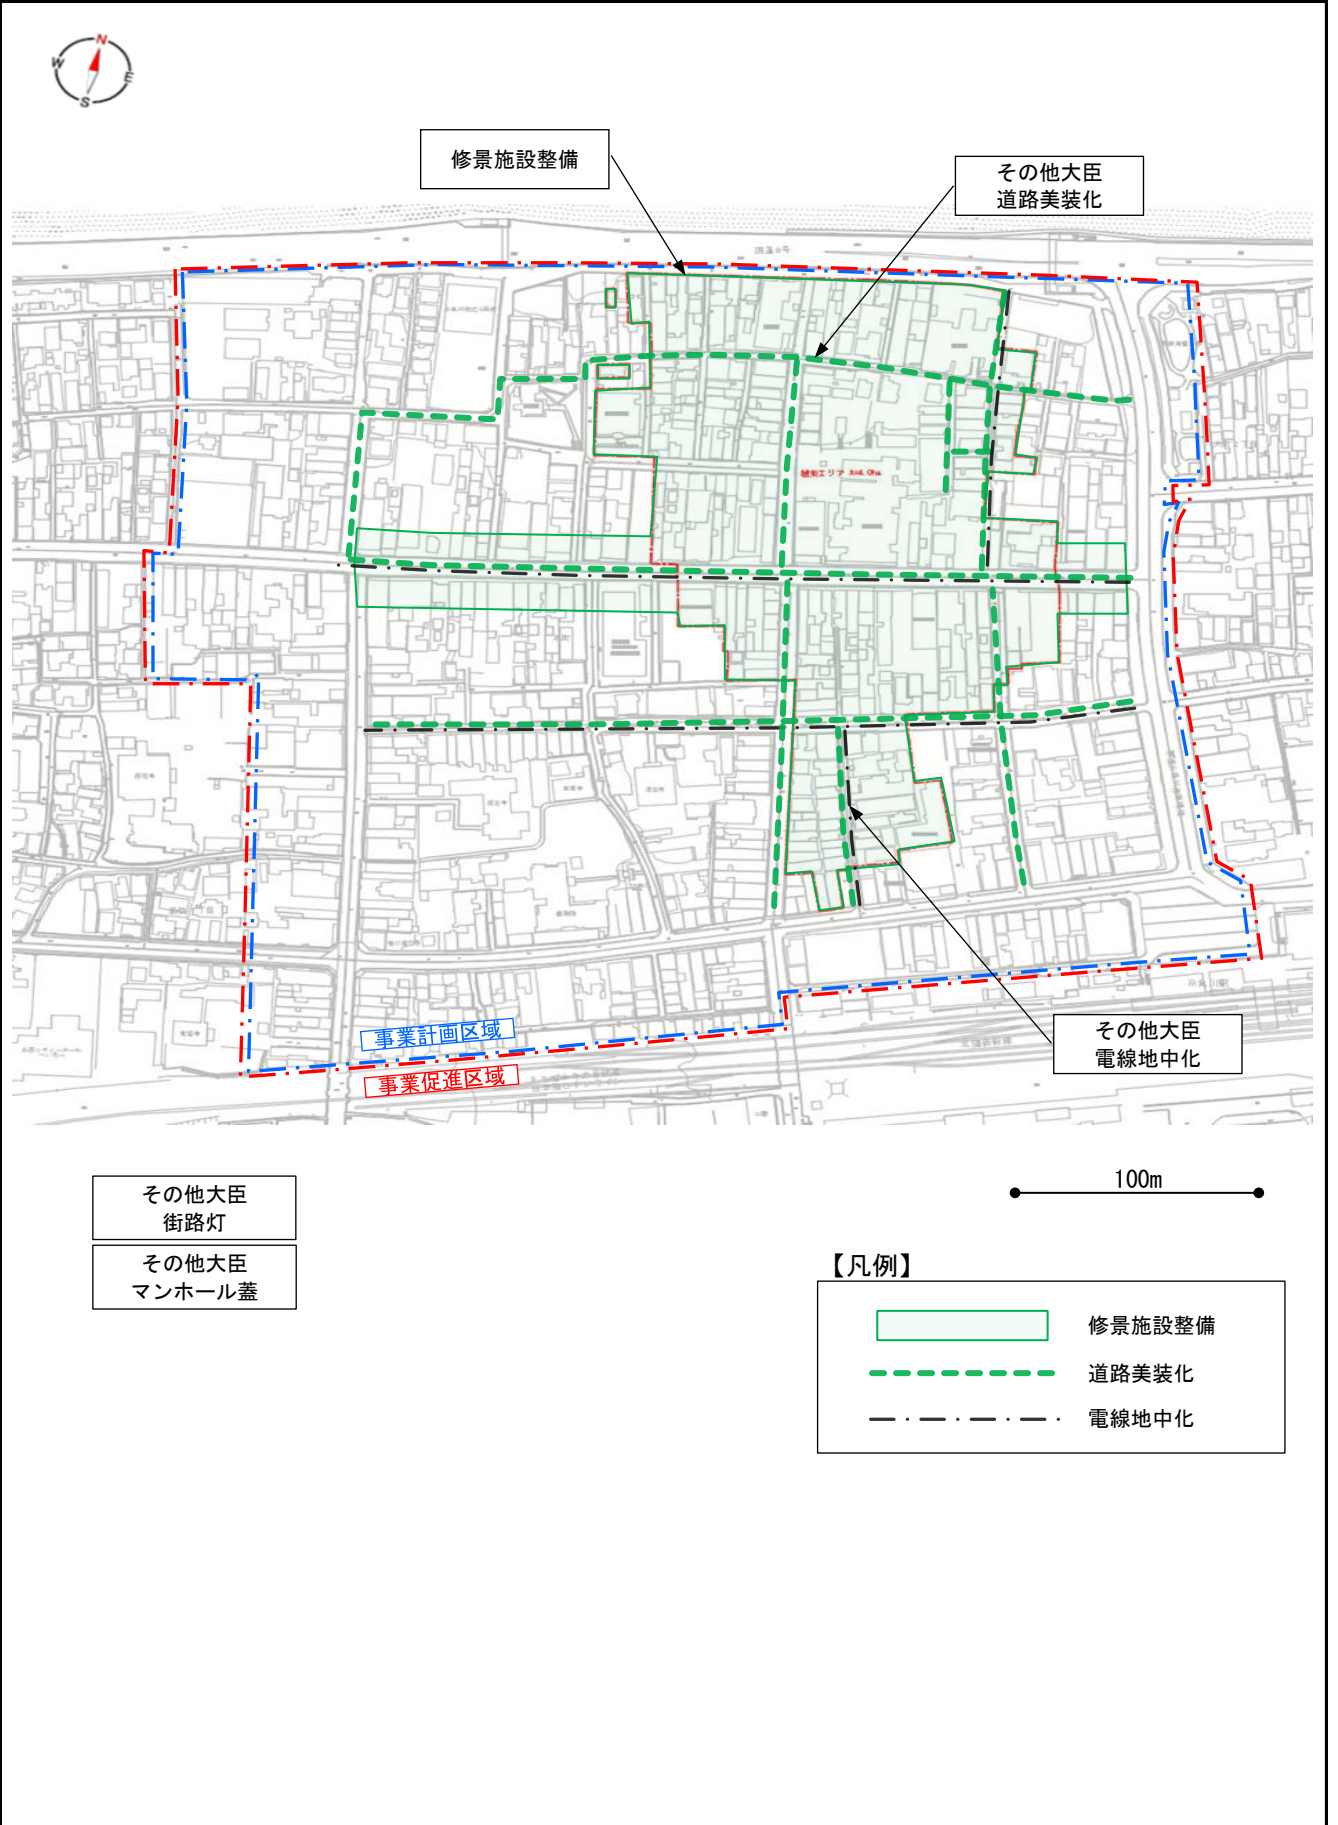 N
W
E
S
修景施設整備
その他大臣
道路美装化
事業計画区域
事業促進区域
その他大臣
電線地中化
その他大臣
街路灯
その他大臣
マンホール蓋
100m
【凡例】
修景施設整備
道路美装化
電線地中化